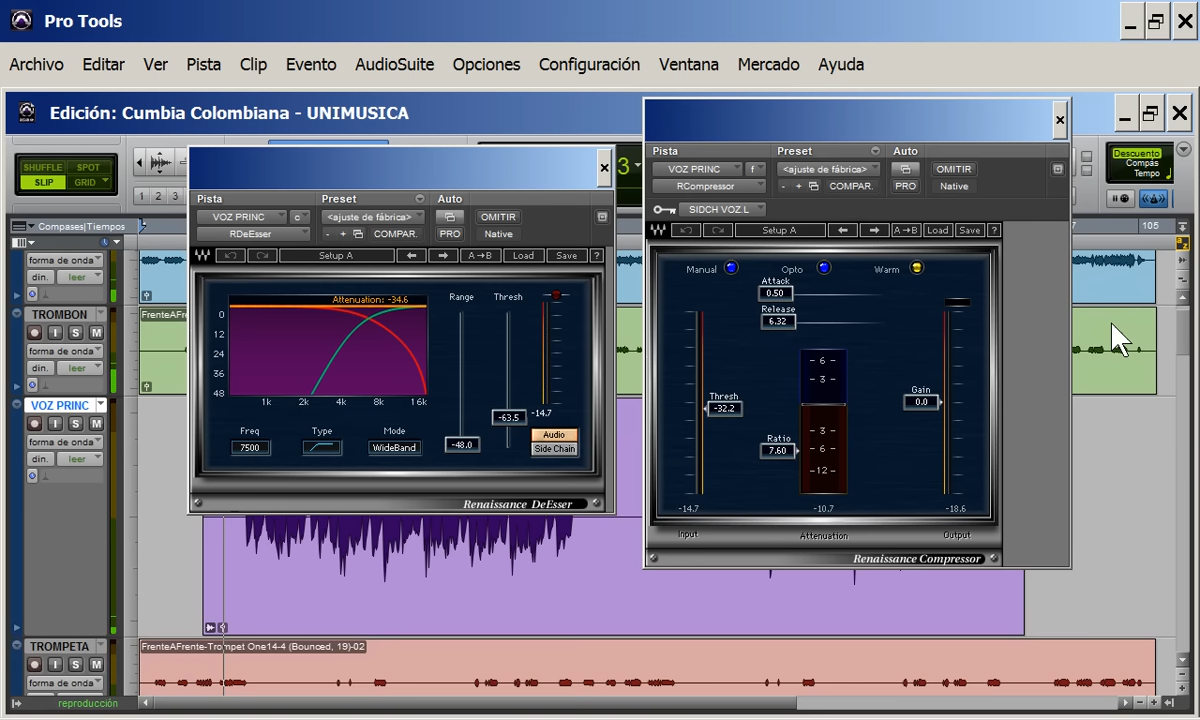 Pro Tools
Archivo Editar Ver Pista Clip Evento AudioSuite Opciones Configuración Ventana Mercado Ayuda
Edición: Cumbia Colombiana - UNIMUSICA
SHUFFLE SPOT
SLIP GRID
1 2 3
3
Descuento
Compás
Tempo
Compases|Tiempos
7
105
forma de onda
din. leer
TROMBON
I S M
forma de onda
din. leer
VOZ PRINC
I S M
forma de onda
din. leer
TROMPETA
I S M
forma de onda
reproducción
FrenteAFr
FrenteAFrente-Trompet One14-4 (Bounced, 19)-02
Pista Preset Auto
VOZ PRINC c <ajuste de fábrica> OMITIR
RDeEsser - + COMPAR. PRO Native
Setup A A→B Load Save ?
Attenuation: -34.6
Range Thresh
0
12
24
36
48
1k 2k 4k 8k 16k
-63.5 -14.7
-48.0
Freq Type Mode
7500 WideBand
Audio
Side Chain
Renaissance DeEsser
Pista Preset Auto
VOZ PRINC f <ajuste de fábrica> OMITIR
RCompressor - + COMPAR. PRO Native
SIDCH VOZ.L
Setup A A→B Load Save ?
Manual Opto Warm
Attack
0.50
Release
6.32
6
3
3
6
12
Thresh
-32.2
Ratio
7.60
Gain
0.0
-14.7 -10.7 -18.6
Input Attenuation Output
Renaissance Compressor